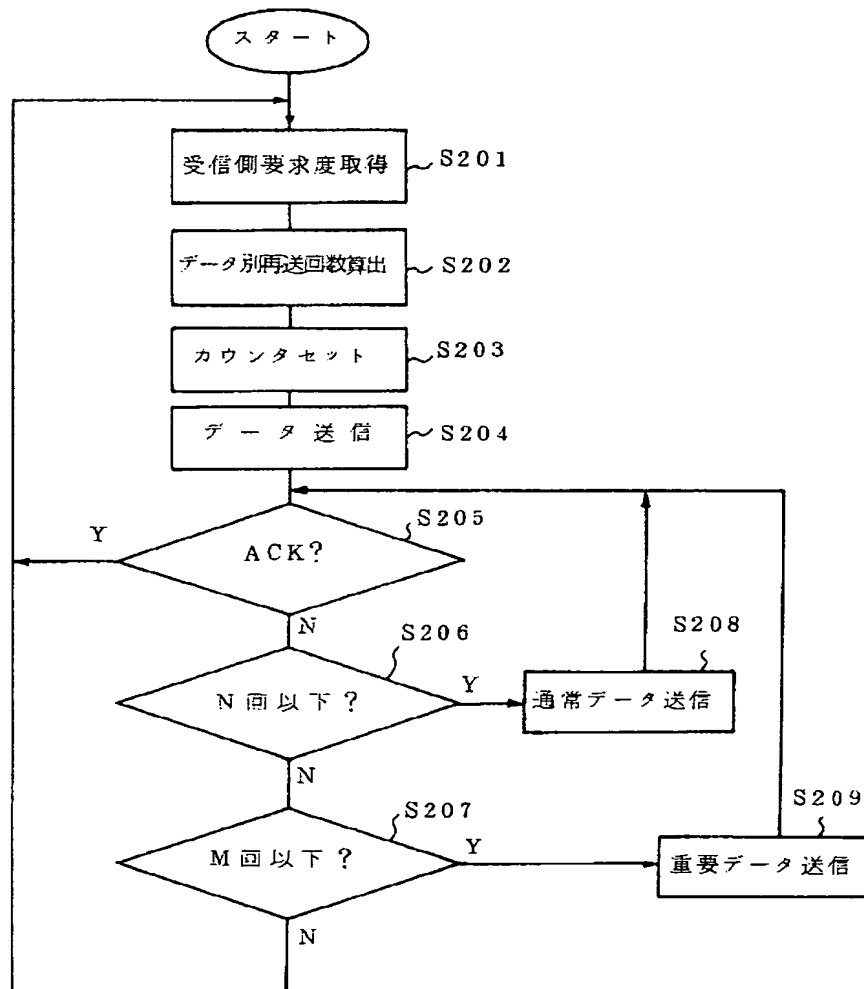 スタート
受信側要求度取得
S201
データ別再送回数算出
S202
カウンタセット
S203
データ送信
S204
S205
Y
ACK?
N
S206
N回以下?
Y
S208
通常データ送信
N
S207
M回以下?
Y
S209
重要データ送信
N